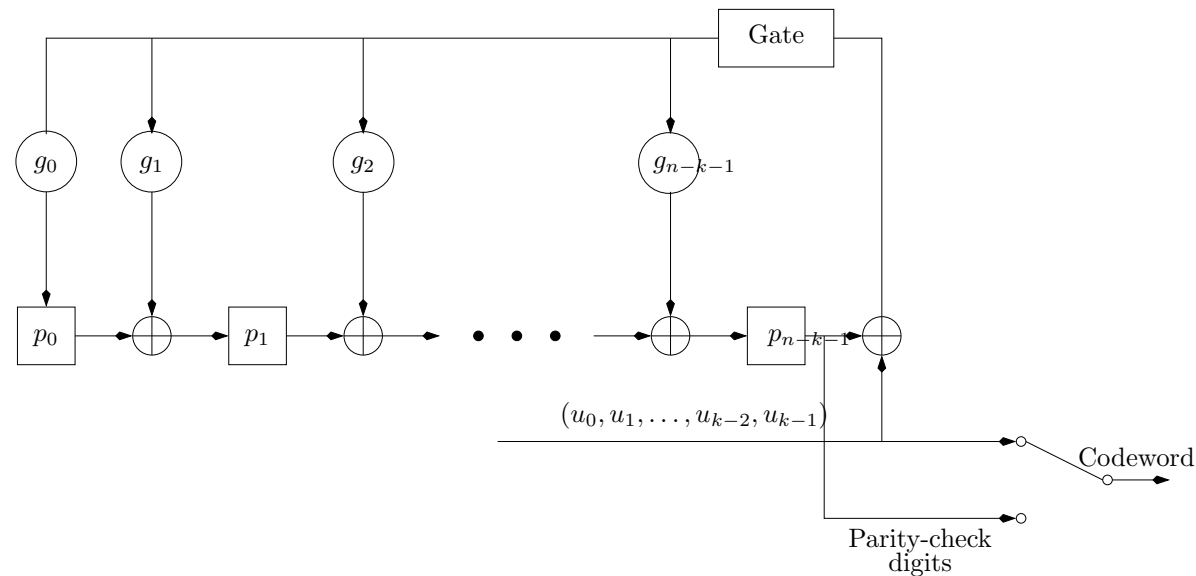 Gate
g₀ g₁ g₂ gₙ₋ₖ₋₁
p₀ p₁ pₙ₋ₖ₋₁
(u₀, u₁, . . . , uₖ₋₂, uₖ₋₁)
Codeword
Parity-check
digits